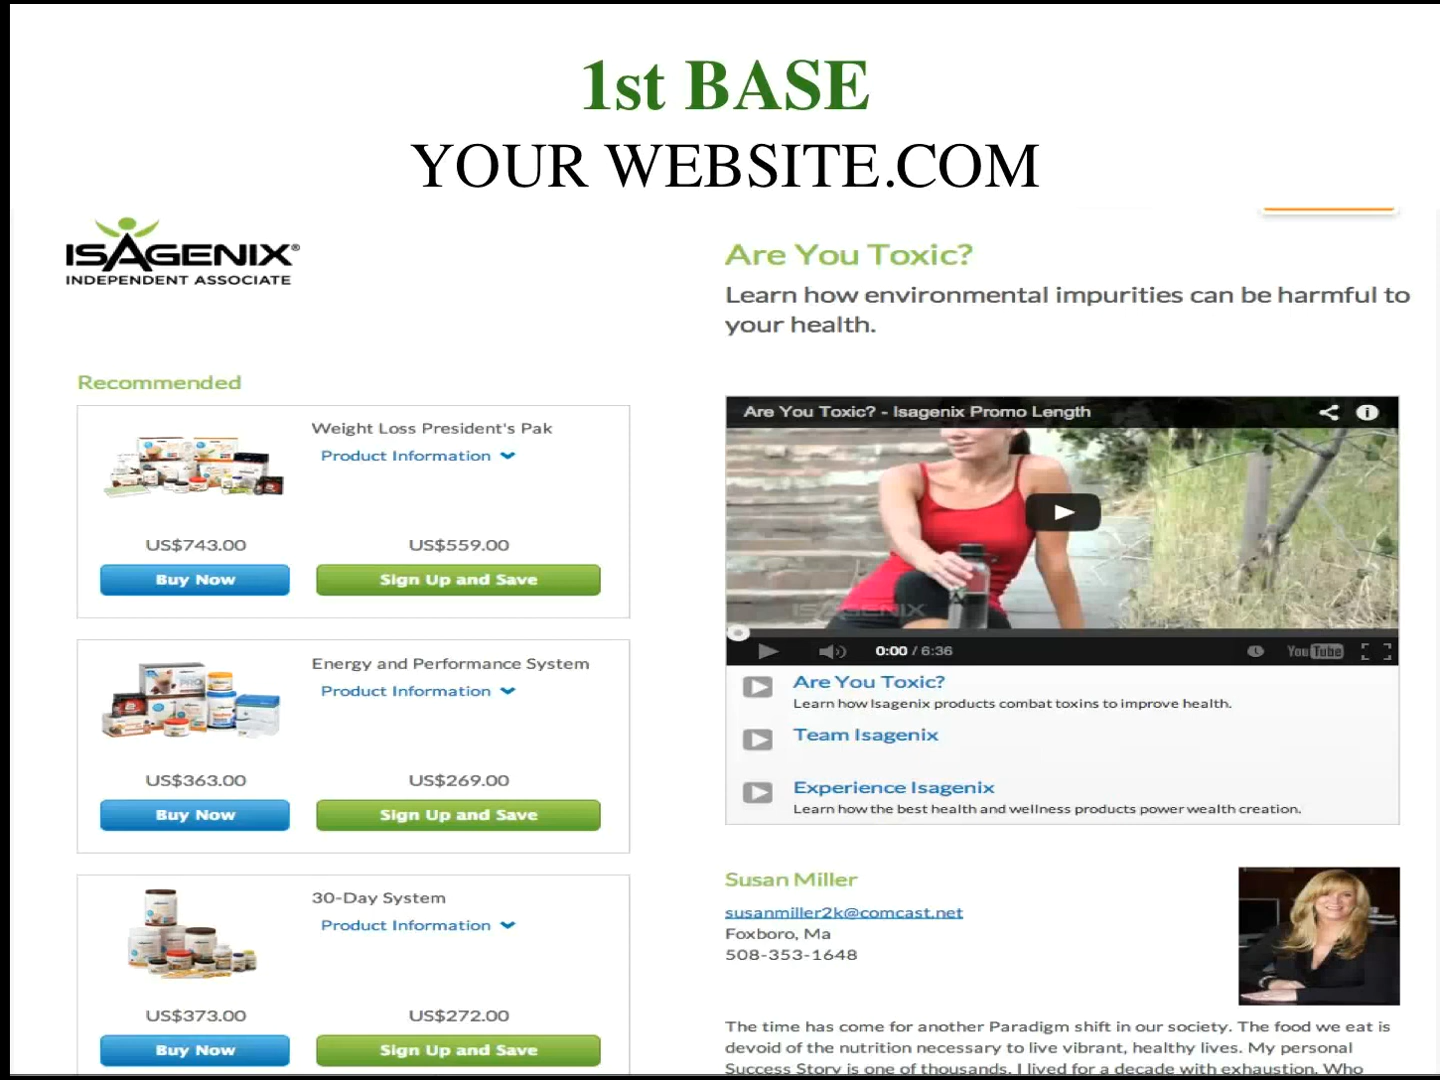 1st BASE
YOUR WEBSITE.COM
ISAGENIX®
INDEPENDENT ASSOCIATE
Recommended
Weight Loss President's Pak
Product Information
US$743.00
US$559.00
Buy Now
Sign Up and Save
Energy and Performance System
Product Information
US$363.00
US$269.00
Buy Now
Sign Up and Save
30-Day System
Product Information
US$373.00
US$272.00
Buy Now
Sign Up and Save
Are You Toxic?
Learn how environmental impurities can be harmful to
your health.
Are You Toxic? - Isagenix Promo Length
ISAGENIX
0:00 / 6:36
YouTube
Are You Toxic?
Learn how Isagenix products combat toxins to improve health.
Team Isagenix
Experience Isagenix
Learn how the best health and wellness products power wealth creation.
Susan Miller
susanmiller2k@comcast.net
Foxboro, Ma
508-353-1648
The time has come for another Paradigm shift in our society. The food we eat is
devoid of the nutrition necessary to live vibrant, healthy lives. My personal
Success Story is one of thousands. I lived for a decade with exhaustion. Who